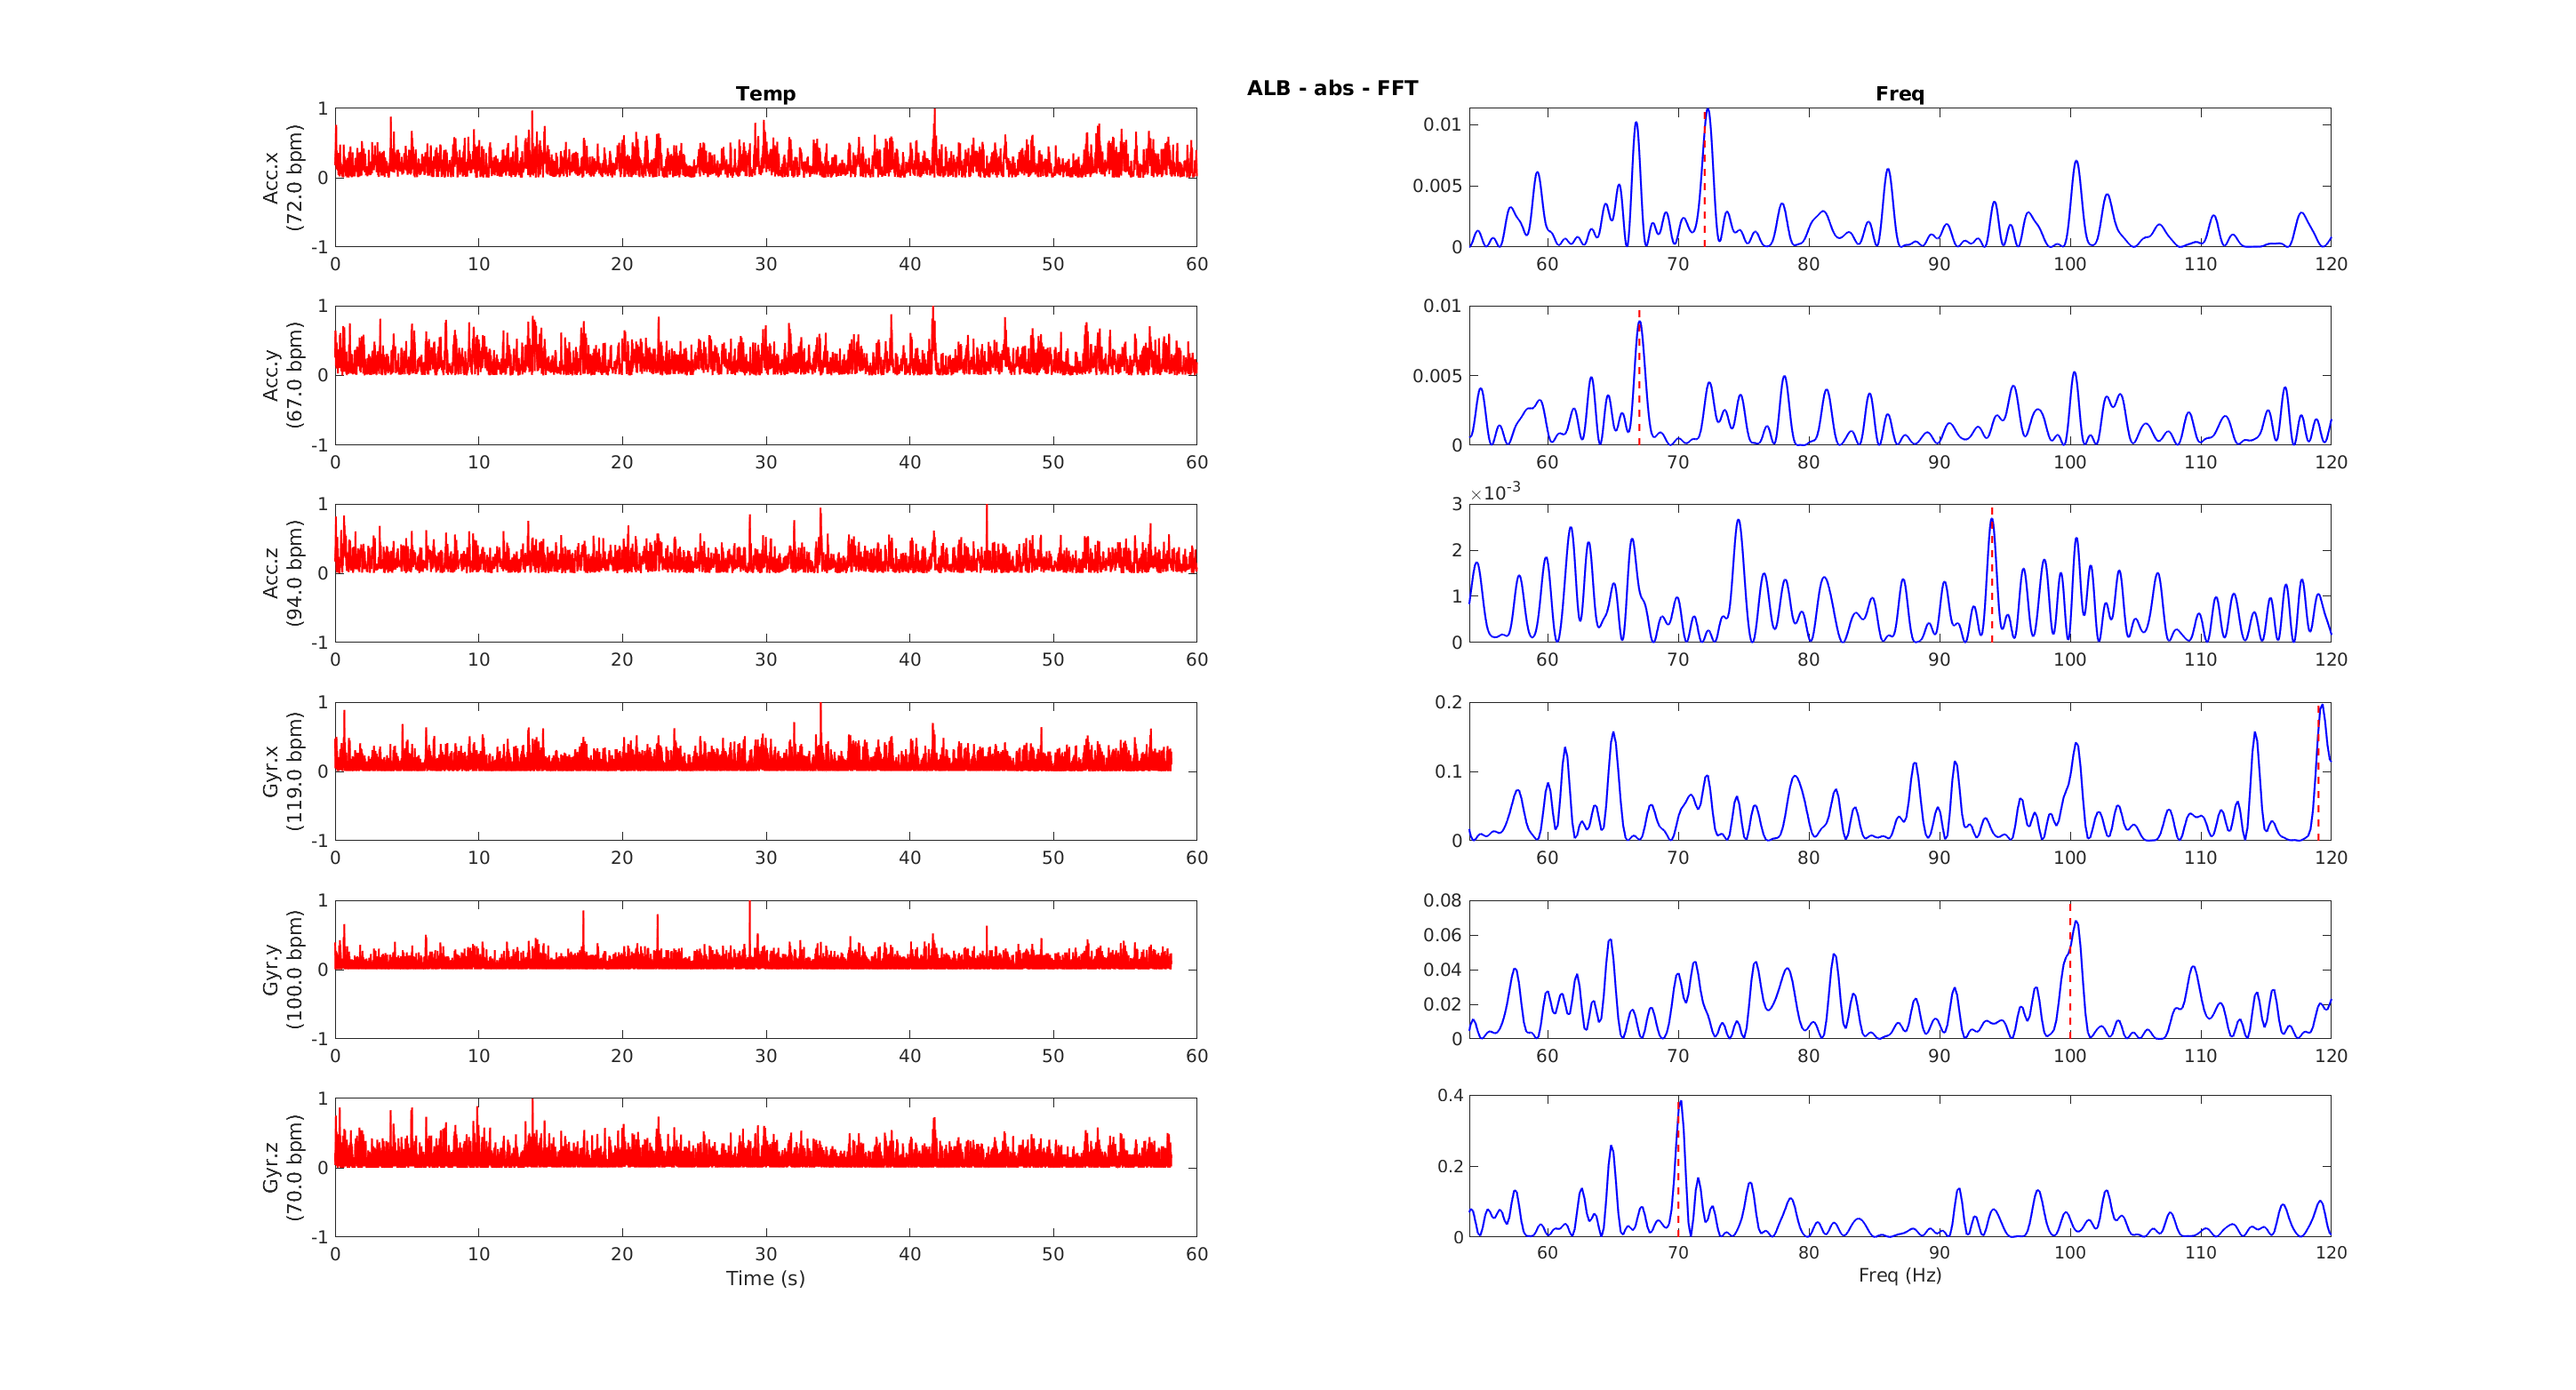 ALB - abs - FFT
Temp
Freq
Acc.x
(72.0 bpm)
1
0
-1
0 10 20 30 40 50 60
0.01
0.005
0
60 70 80 90 100 110 120
Acc.y
(67.0 bpm)
1
0
-1
0 10 20 30 40 50 60
0.01
0.005
0
60 70 80 90 100 110 120
Acc.z
(94.0 bpm)
1
0
-1
0 10 20 30 40 50 60
×10-3
3
2
1
0
60 70 80 90 100 110 120
Gyr.x
(119.0 bpm)
1
0
-1
0 10 20 30 40 50 60
0.2
0.1
0
60 70 80 90 100 110 120
Gyr.y
(100.0 bpm)
1
0
-1
0 10 20 30 40 50 60
0.08
0.06
0.04
0.02
0
60 70 80 90 100 110 120
Gyr.z
(70.0 bpm)
1
0
-1
0 10 20 30 40 50 60
Time (s)
0.4
0.2
0
60 70 80 90 100 110 120
Freq (Hz)